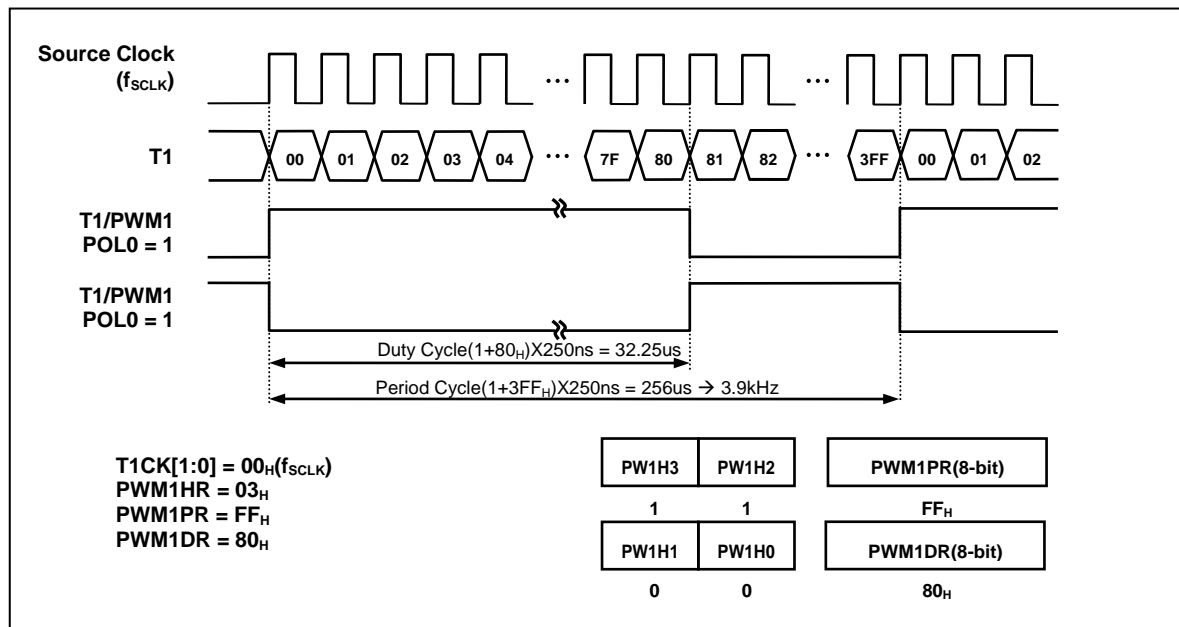 Source Clock
(fSCLK)
... ...
T1 00 01 02 03 04 ... 7F 80 81 82 ... 3FF 00 01 02
T1/PWM1
POL0 = 1
T1/PWM1
POL0 = 1
Duty Cycle(1+80H)X250ns = 32.25us
Period Cycle(1+3FFH)X250ns = 256us → 3.9kHz
T1CK[1:0] = 00H(fSCLK)
PWM1HR = 03H
PWM1PR = FFH
PWM1DR = 80H
PW1H3 PW1H2 PWM1PR(8-bit)
1 1 FFH
PW1H1 PW1H0 PWM1DR(8-bit)
0 0 80H